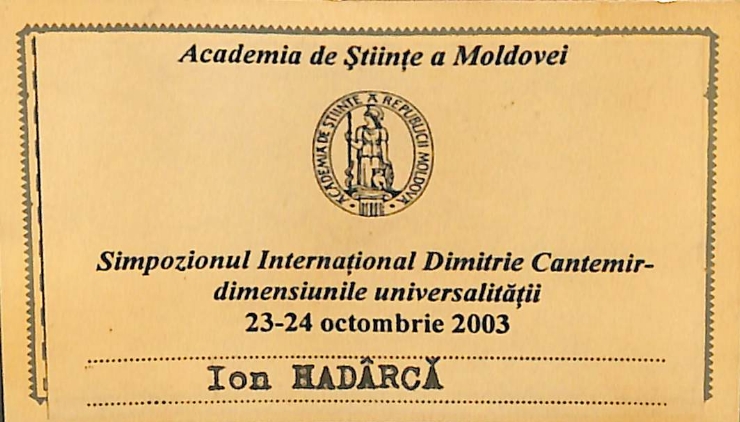 Academia de Ştiinţe a Moldovei
ACADEMIA DE ŞTIINŢE A REPUBLICII MOLDOVA
Simpozionul Internaţional Dimitrie Cantemir-
dimensiunile universalităţii
23-24 octombrie 2003
Ion HADÂRCĂ